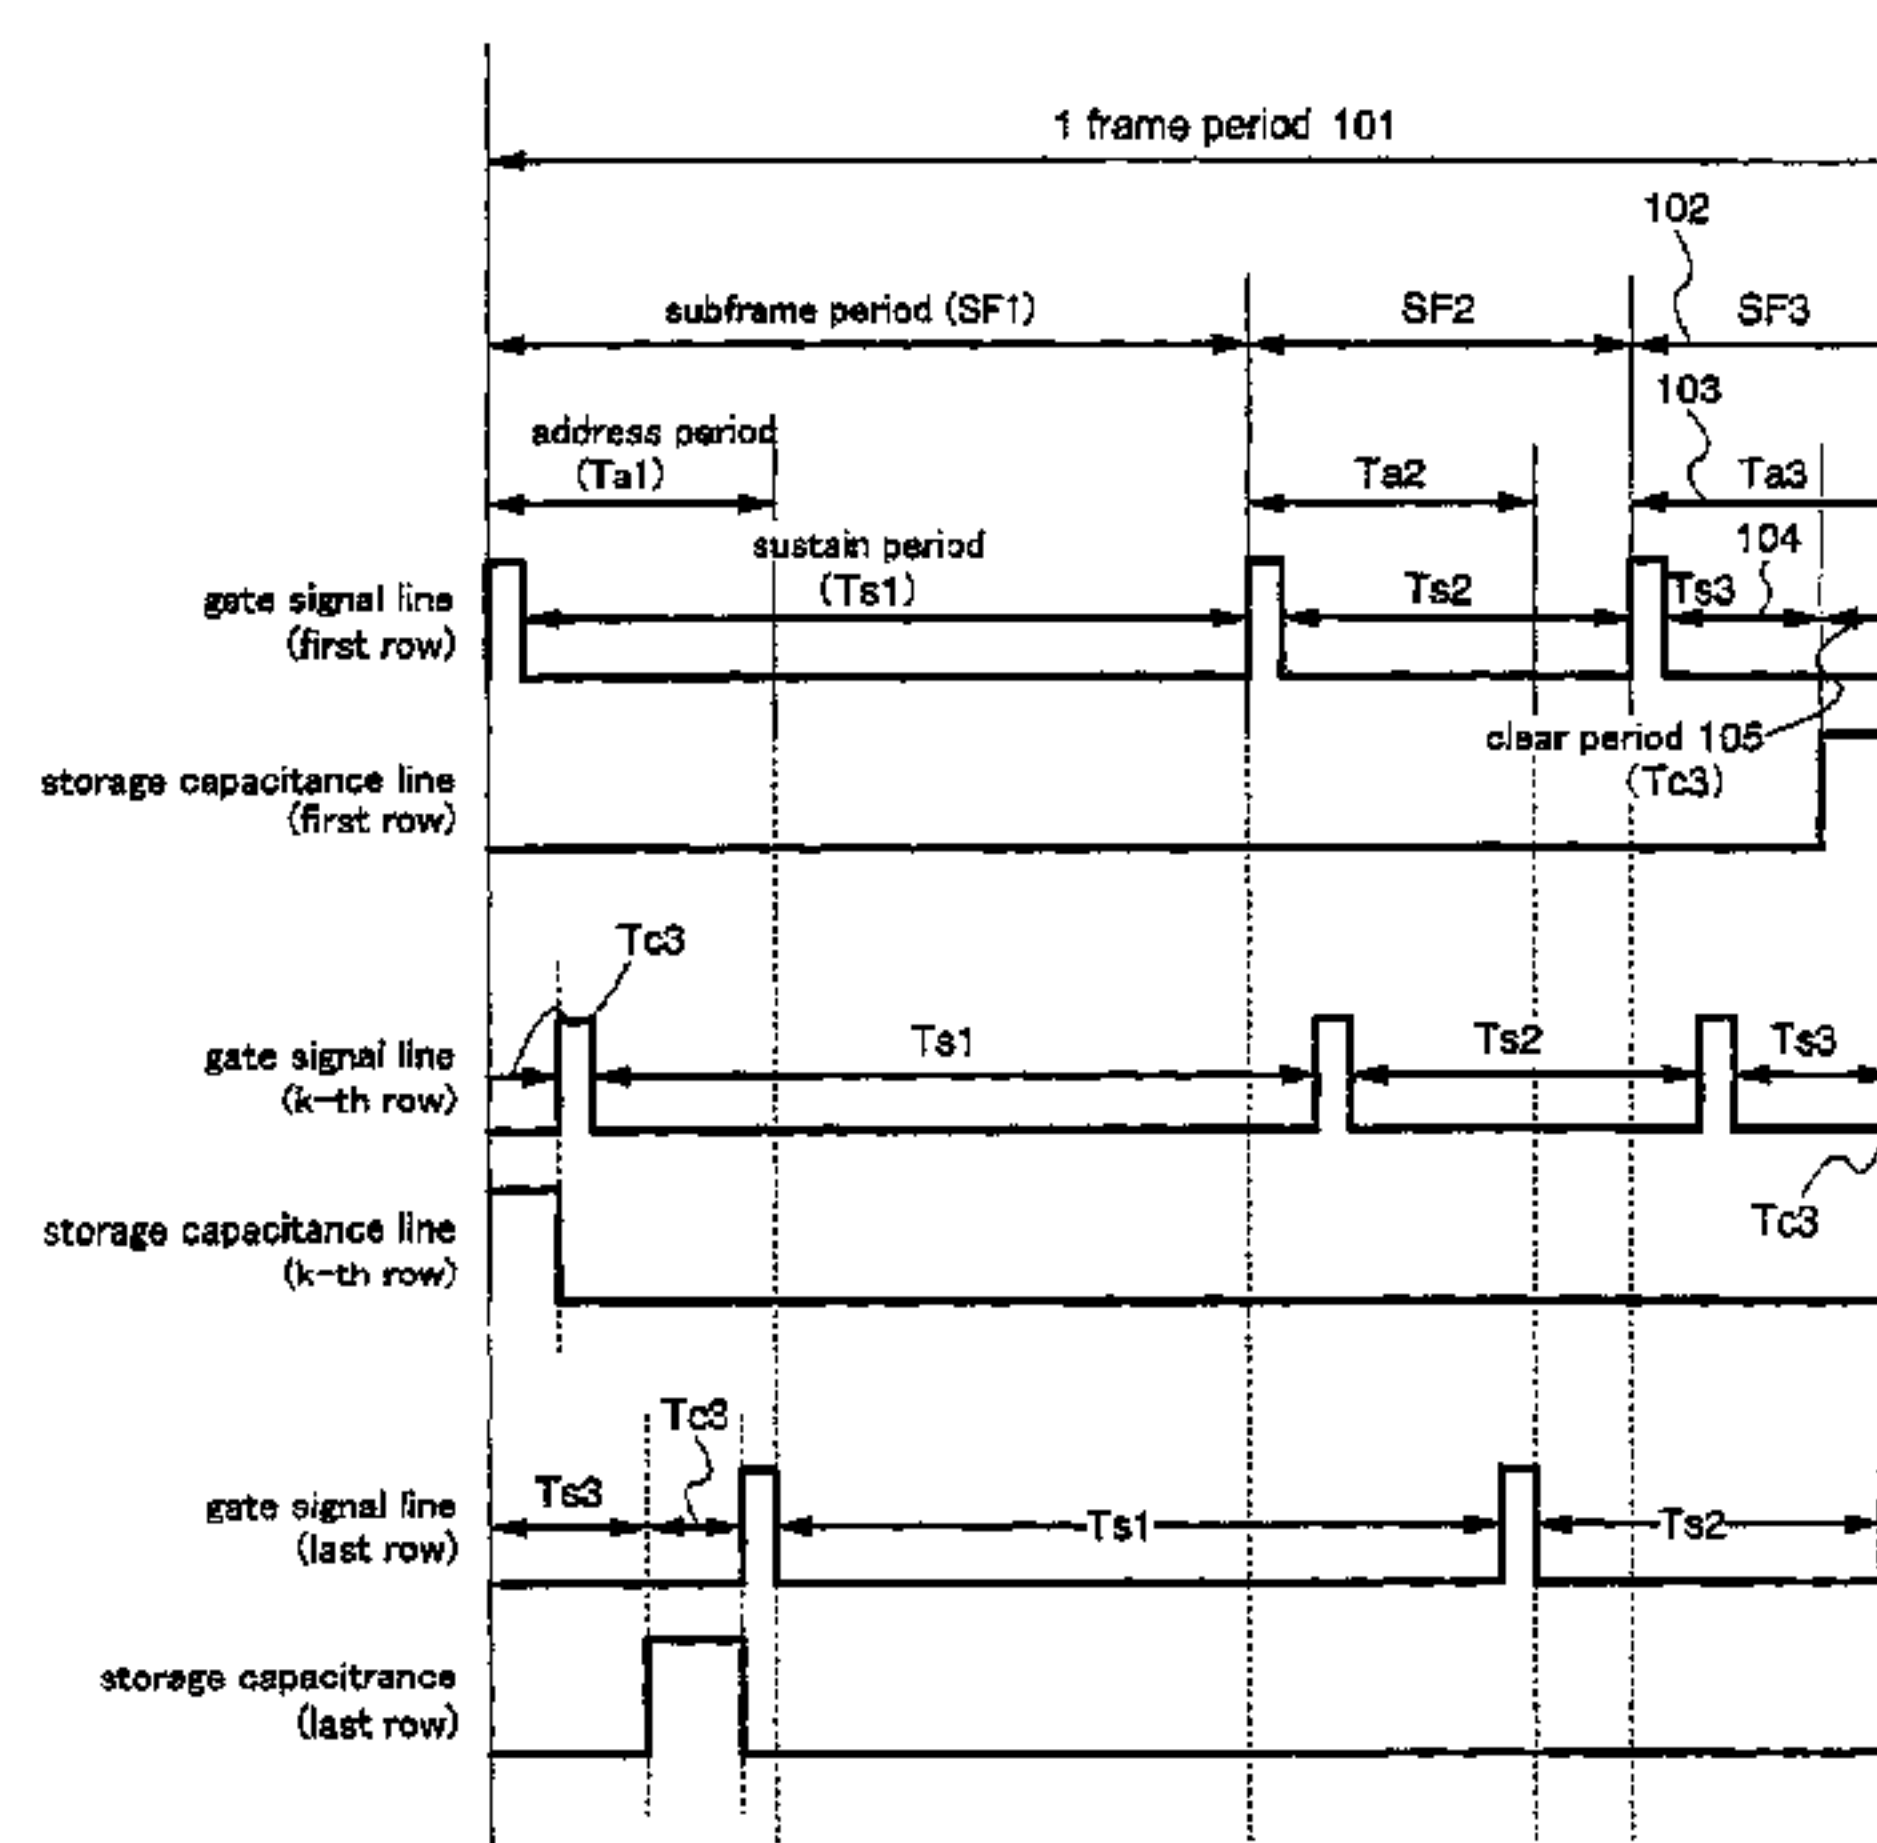 1 frame period 101
102
subframe period (SF1)
SF2
SF3
103
address period
(Ta1)
Ta2
Ta3
104
sustain period
(Ts1)
Ts2
Ts3
gate signal line
(first row)
clear period 105
(Tc3)
storage capacitance line
(first row)
Tc3
gate signal line
(k-th row)
Ts1
Ts2
Ts3
Tc3
storage capacitance line
(k-th row)
Tc3
Ts3
gate signal line
(last row)
Ts1
Ts2
storage capacitrance
(last row)